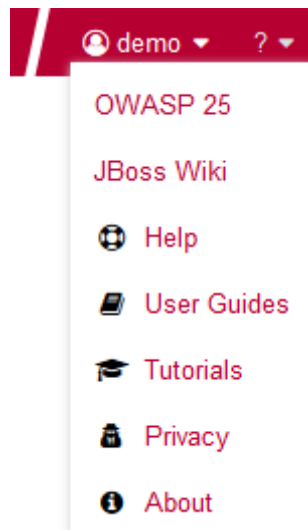 demo ?
OWASP 25
JBoss Wiki
Help
User Guides
Tutorials
Privacy
About